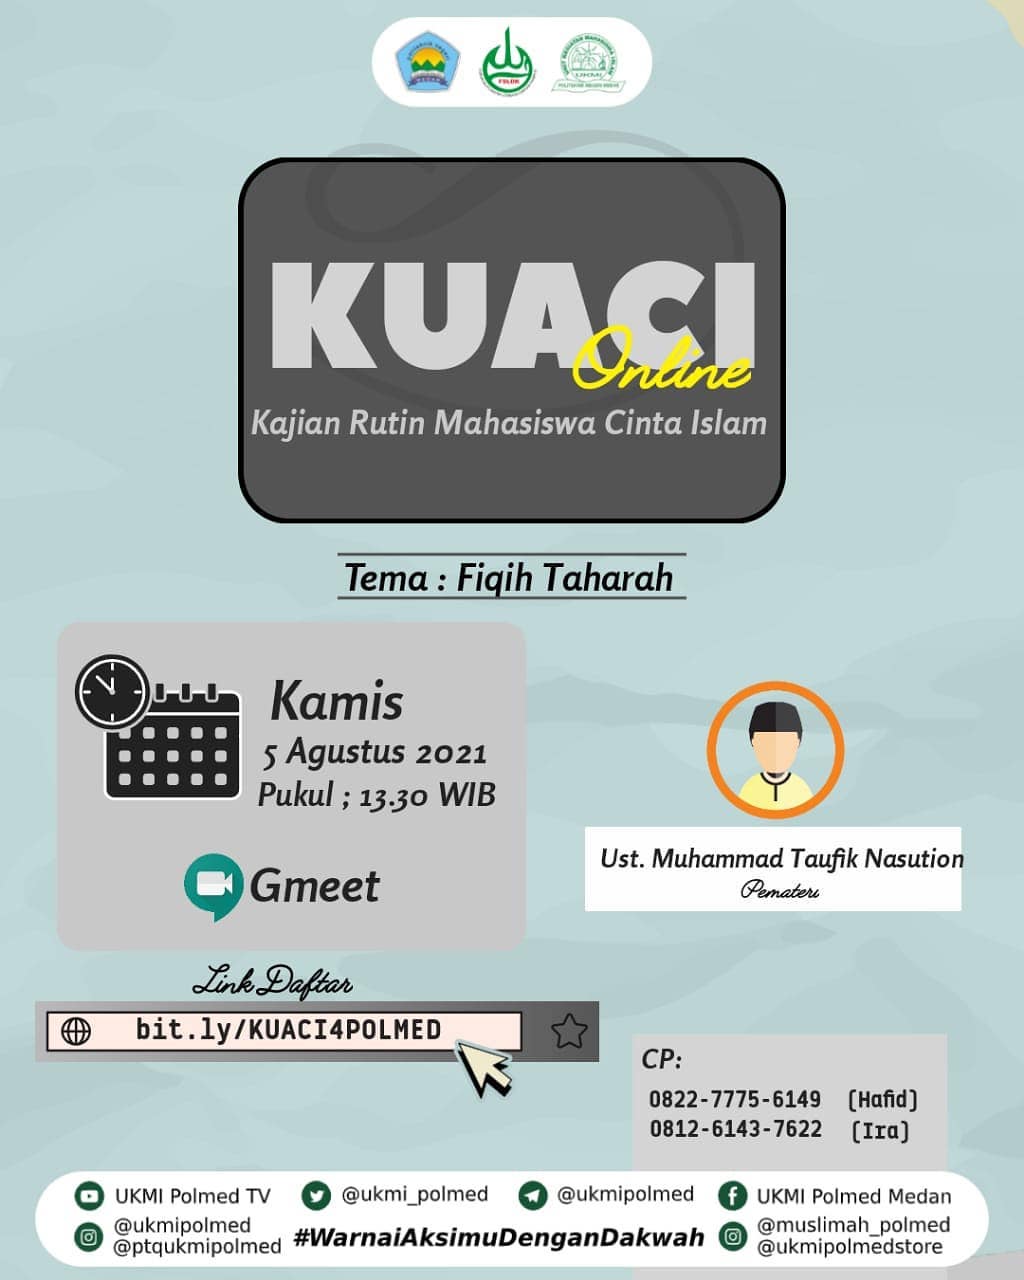 FSLDK
UKMI
KUACI
Online
Kajian Rutin Mahasiswa Cinta Islam
Tema : Fiqih Taharah
Kamis
5 Agustus 2021
Pukul ; 13.30 WIB
Gmeet
Ust. Muhammad Taufik Nasution
Pemateri
Link Daftar
bit.ly/KUACI4POLMED
CP:
0822-7775-6149 (Hafid)
0812-6143-7622 (Ira)
UKMI Polmed TV @ukmi_polmed @ukmipolmed UKMI Polmed Medan
@ukmipolmed
@ptqukmipolmed
#WarnaiAksimuDenganDakwah
@muslimah_polmed
@ukmipolmedstore